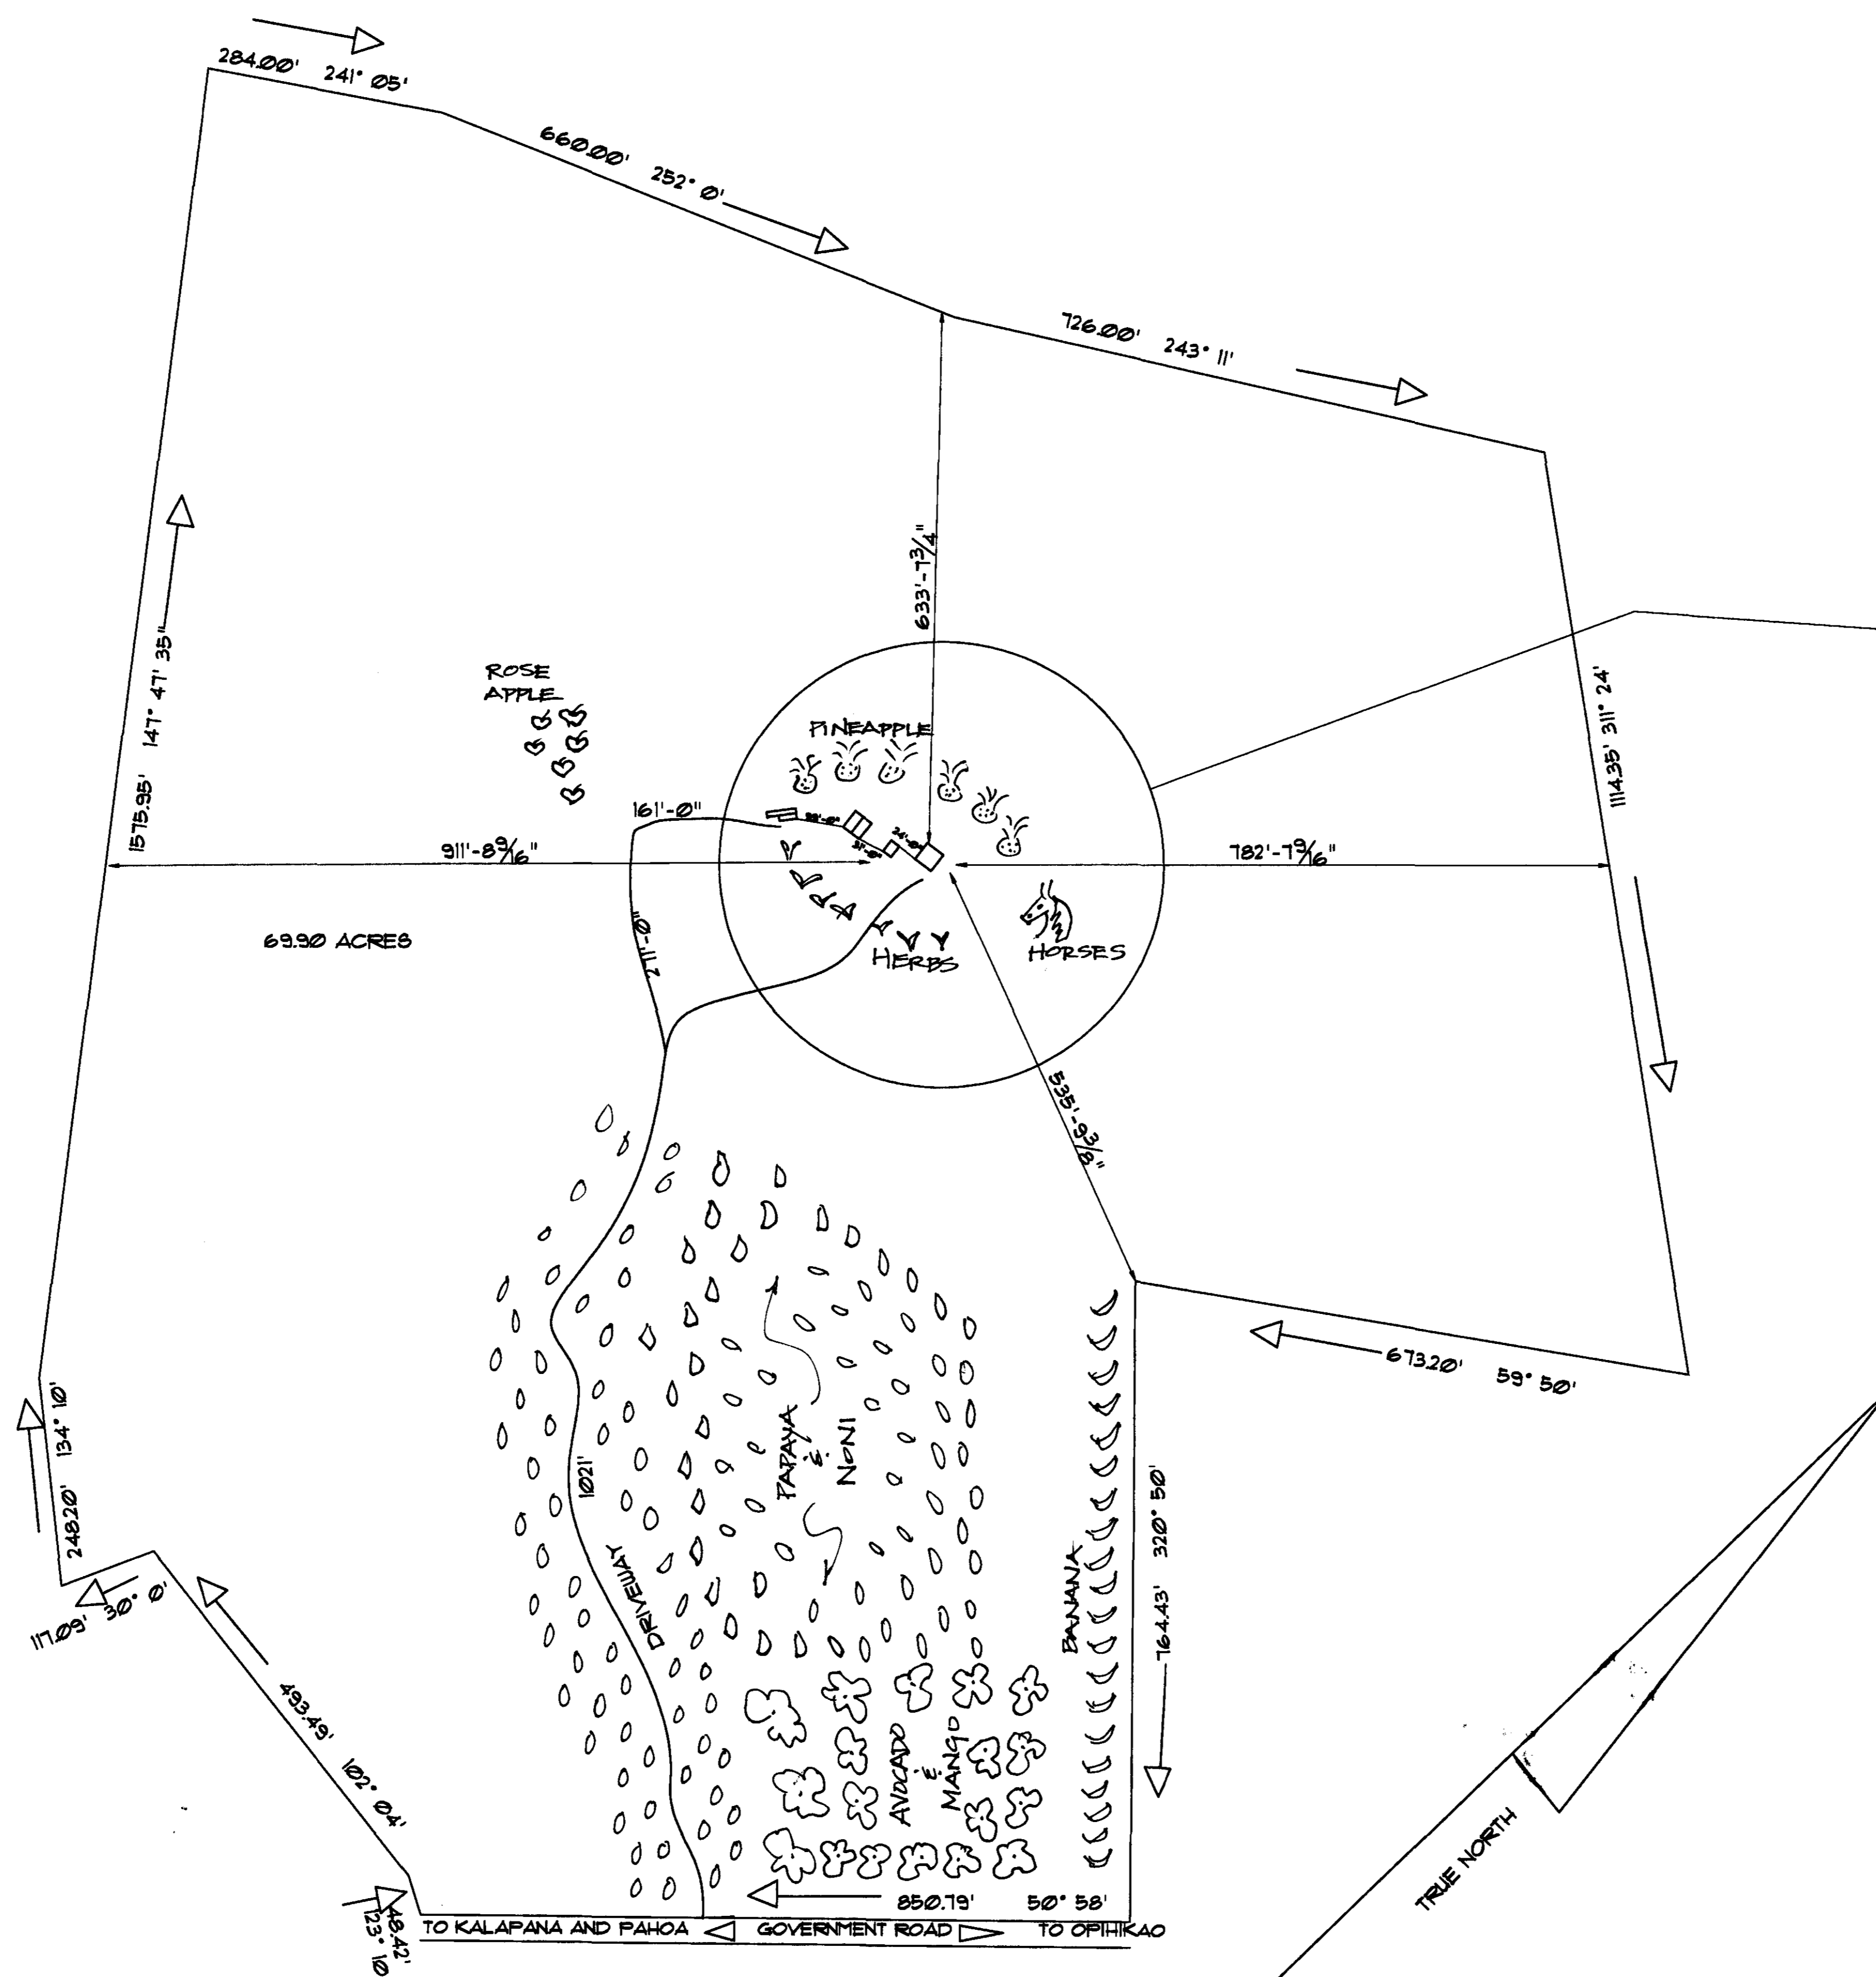 284.00' 241° 05'
660.00' 252° 0'
726.00' 243° 11'
633'-7 3/4"
1575.95' 147° 47' 35"
ROSE
APPLE
PINEAPPLE
161'-0"
24'-0"
911'-8 9/16"
782'-7 9/16"
1114.35' 311° 24'
69.90 ACRES
271'-0"
HERBS
HORSES
535'-9 3/8"
673.20' 59° 50'
248.20' 134° 10'
117.09' 30° 0'
1021'
DRIVEWAY
PAPAYA
&
NONI
BANANA
764.43' 320° 50'
493.49' 102° 04'
AVOCADO
&
MANGO
TRUE NORTH
48.42'
123° 10
850.79' 50° 58'
TO KALAPANA AND PAHOA GOVERNMENT ROAD TO OPIHIKAO